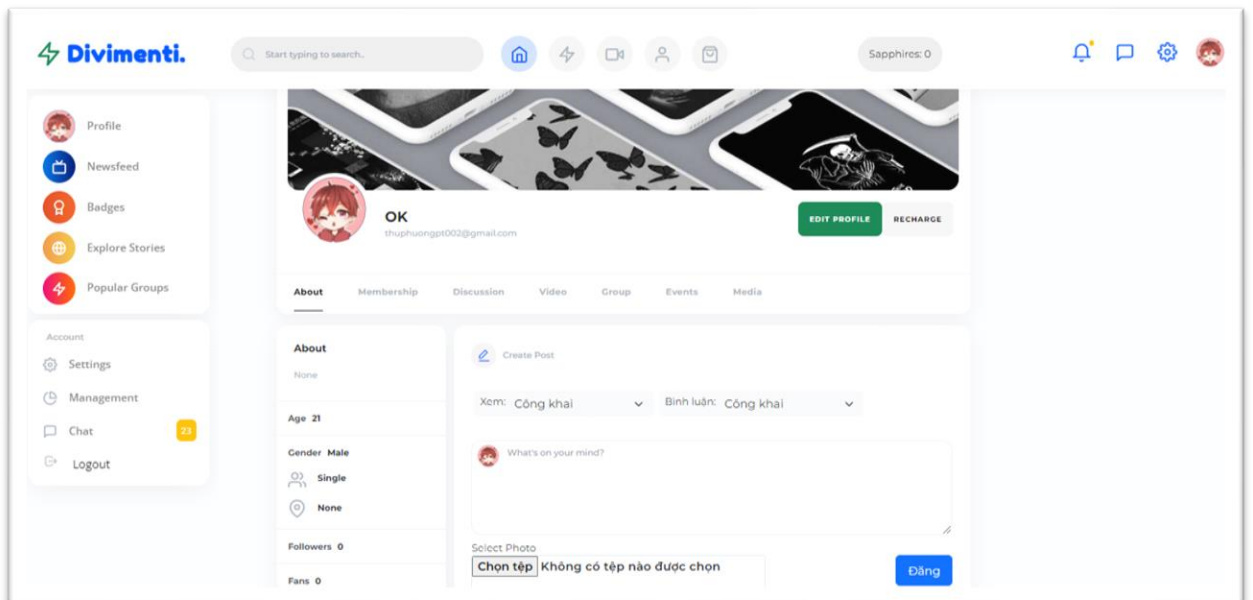 Divimenti.
Start typing to search..
Sapphires: 0
Profile
Newsfeed
Badges
Explore Stories
Popular Groups
Account
Settings
Management
Chat 23
Logout
OK
thuphuongpt002@gmail.com
EDIT PROFILE RECHARGE
About Membership Discussion Video Group Events Media
About
None
Age 21
Gender Male
Single
None
Followers 0
Fans 0
Create Post
Xem: Công khai Bình luận: Công khai
What's on your mind?
Select Photo
Chọn tệp Không có tệp nào được chọn
Đăng